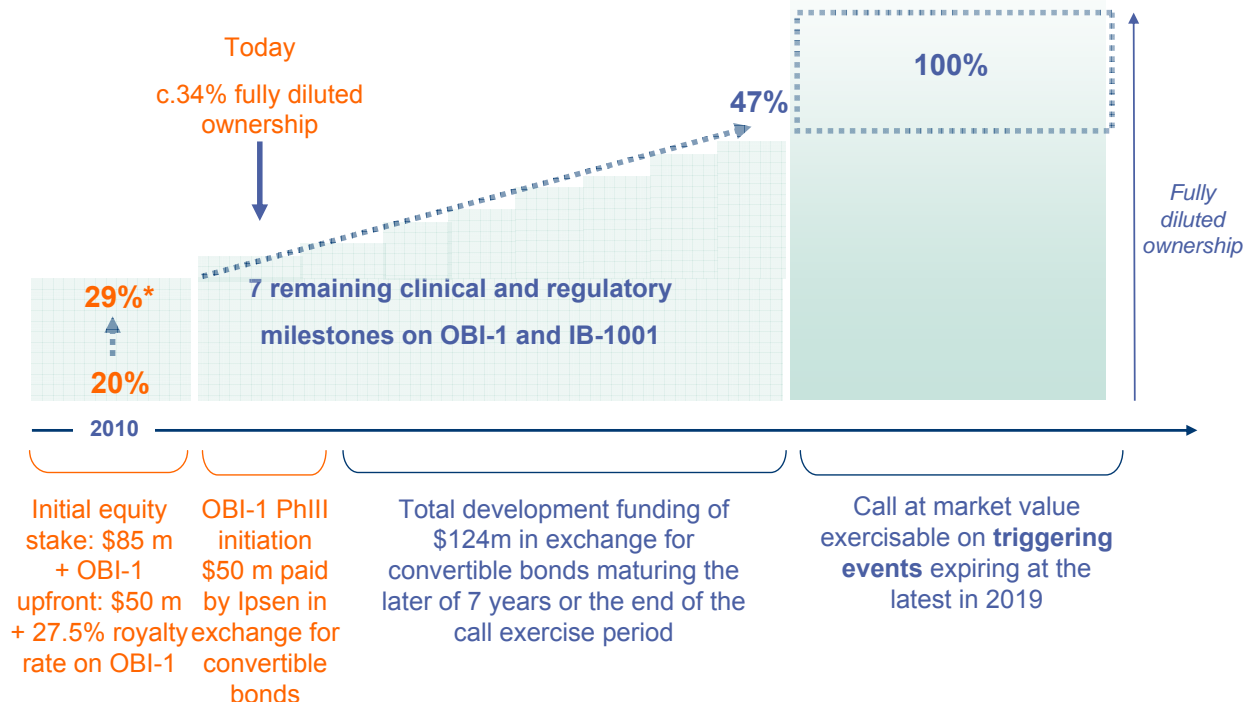 Today
c.34% fully diluted
ownership
47%
100%
Fully
diluted
ownership
29%*
20%
7 remaining clinical and regulatory
milestones on OBI-1 and IB-1001
2010
Initial equity
stake: $85 m
+ OBI-1
upfront: $50 m
+ 27.5% royalty
rate on OBI-1
OBI-1 PhIII
initiation
$50 m paid
by Ipsen in
exchange for
convertible
bonds
Total development funding of
$124m in exchange for
convertible bonds maturing the
later of 7 years or the end of the
call exercise period
Call at market value
exercisable on triggering
events expiring at the
latest in 2019